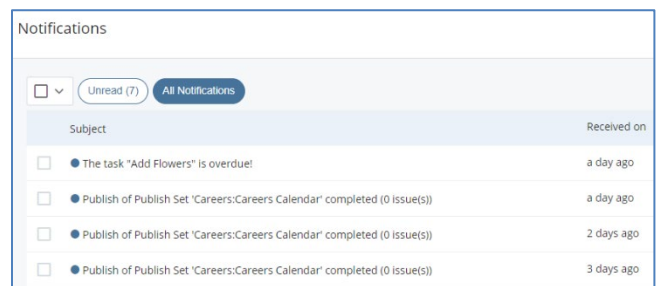 Notifications
Unread (7) All Notifications
Subject Received on
The task "Add Flowers" is overdue! a day ago
Publish of Publish Set 'Careers:Careers Calendar' completed (0 issue(s)) a day ago
Publish of Publish Set 'Careers:Careers Calendar' completed (0 issue(s)) 2 days ago
Publish of Publish Set 'Careers:Careers Calendar' completed (0 issue(s)) 3 days ago